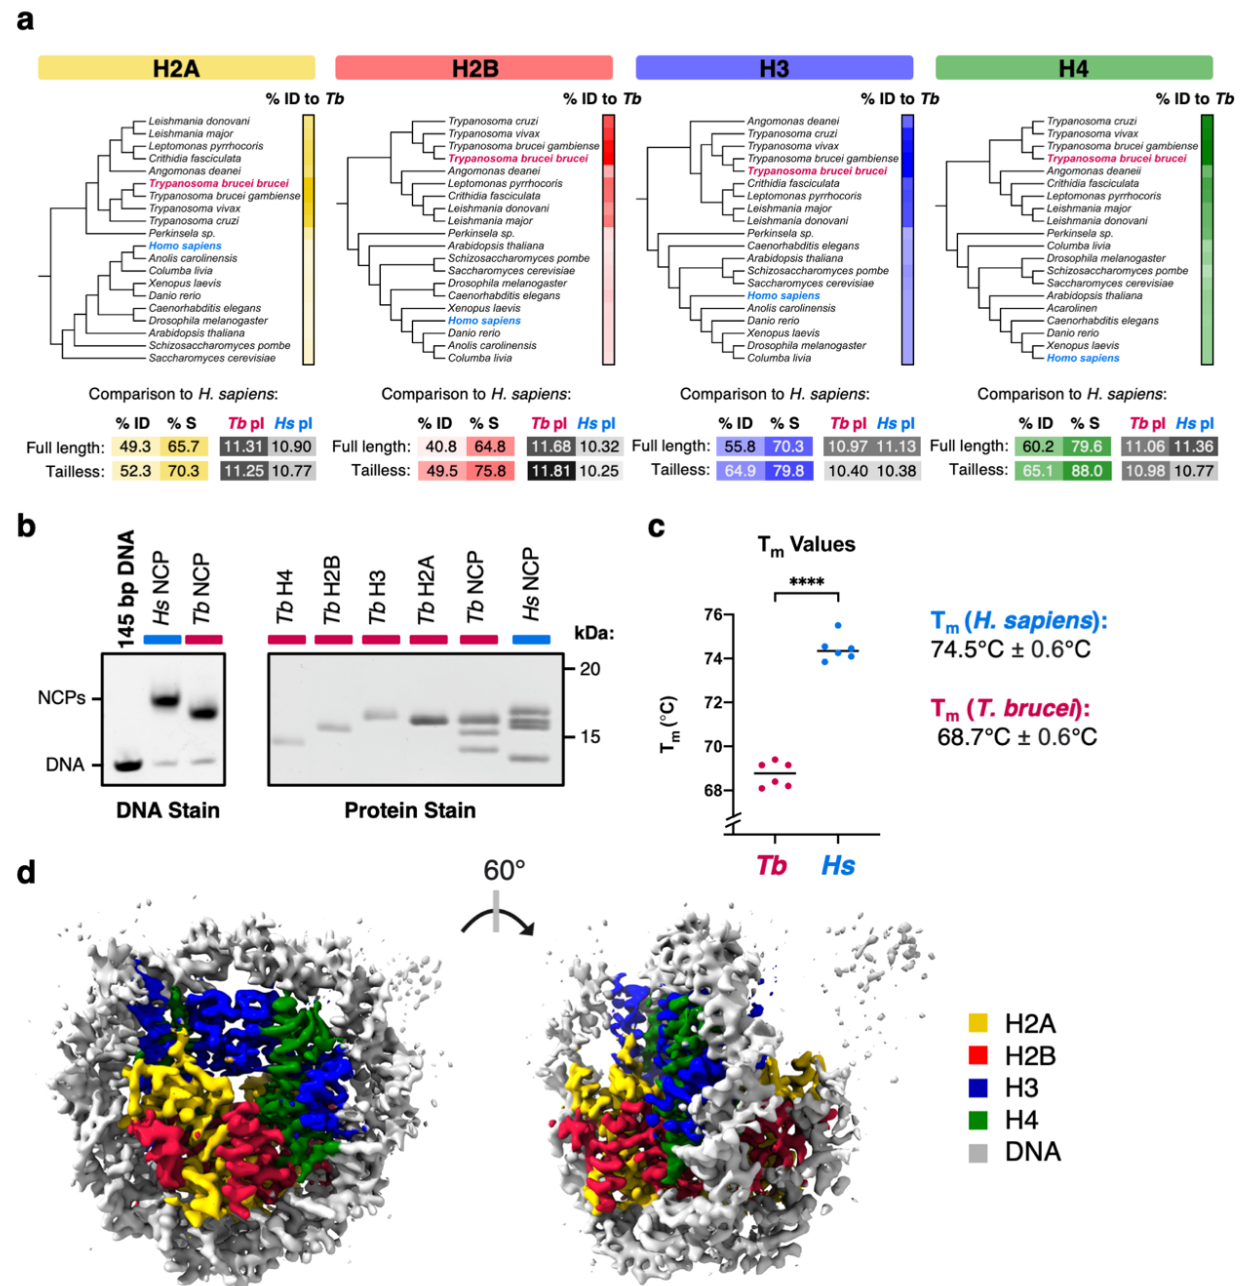 a
H2A
H2B
H3
H4
% ID to Tb
% ID to Tb
% ID to Tb
% ID to Tb
Leishmania donovani
Leishmania major
Leptomonas pyrrhocoris
Crithidia fasciculata
Angomonas deanei
Trypanosoma brucei brucei
Trypanosoma brucei gambiense
Trypanosoma vivax
Trypanosoma cruzi
Perkinsela sp.
Homo sapiens
Anolis carolinensis
Columba livia
Xenopus laevis
Danio rerio
Caenorhabditis elegans
Drosophila melanogaster
Arabidopsis thaliana
Schizosaccharomyces pombe
Saccharomyces cerevisiae
Trypanosoma cruzi
Trypanosoma vivax
Trypanosoma brucei gambiense
Trypanosoma brucei brucei
Angomonas deanei
Leptomonas pyrrhocoris
Crithidia fasciculata
Leishmania donovani
Leishmania major
Perkinsela sp.
Arabidopsis thaliana
Schizosaccharomyces pombe
Saccharomyces cerevisiae
Drosophila melanogaster
Caenorhabditis elegans
Xenopus laevis
Homo sapiens
Danio rerio
Anolis carolinensis
Columba livia
Angomonas deanei
Trypanosoma cruzi
Trypanosoma vivax
Trypanosoma brucei gambiense
Trypanosoma brucei brucei
Crithidia fasciculata
Leptomonas pyrrhocoris
Leishmania major
Leishmania donovani
Perkinsela sp.
Caenorhabditis elegans
Arabidopsis thaliana
Schizosaccharomyces pombe
Saccharomyces cerevisiae
Homo sapiens
Anolis carolinensis
Danio rerio
Xenopus laevis
Drosophila melanogaster
Columba livia
Trypanosoma cruzi
Trypanosoma vivax
Trypanosoma brucei gambiense
Trypanosoma brucei brucei
Angomonas deaneii
Crithidia fasciculata
Leptomonas pyrrhocoris
Leishmania major
Leishmania donovani
Perkinsela sp.
Columba livia
Drosophila melanogaster
Schizosaccharomyces pombe
Saccharomyces cerevisiae
Arabidopsis thaliana
Acarolinen
Caenorhabditis elegans
Danio rerio
Xenopus laevis
Homo sapiens
Comparison to H. sapiens:
% ID % S Tb pI Hs pI
Full length: 49.3 65.7 11.31 10.90
Tailless: 52.3 70.3 11.25 10.77
Comparison to H. sapiens:
% ID % S Tb pI Hs pI
Full length: 40.8 64.8 11.68 10.32
Tailless: 49.5 75.8 11.81 10.25
Comparison to H. sapiens:
% ID % S Tb pI Hs pI
Full length: 55.8 70.3 10.97 11.13
Tailless: 64.9 79.8 10.40 10.38
Comparison to H. sapiens:
% ID % S Tb pI Hs pI
Full length: 60.2 79.6 11.06 11.36
Tailless: 65.1 88.0 10.98 10.77
b
145 bp DNA
Hs NCP
Tb NCP
NCPs
DNA
DNA Stain
Tb H4
Tb H2B
Tb H3
Tb H2A
Tb NCP
Hs NCP
kDa:
20
15
Protein Stain
c
Tm Values
****
76
74
72
70
68
Tm (°C)
Tb
Hs
Tm (H. sapiens):
74.5°C ± 0.6°C
Tm (T. brucei):
68.7°C ± 0.6°C
d
60°
H2A
H2B
H3
H4
DNA